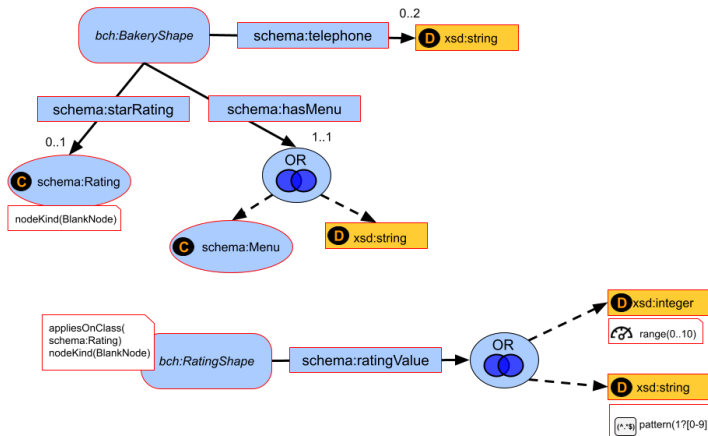 bch:BakeryShape
schema:telephone
0..2
D xsd:string
schema:starRating
schema:hasMenu
0..1
1..1
C schema:Rating
nodeKind(BlankNode)
OR
C schema:Menu
D xsd:string
appliesOnClass(
schema:Rating)
nodeKind(BlankNode)
bch:RatingShape
schema:ratingValue
OR
D xsd:integer
range(0..10)
D xsd:string
(^.*$) pattern(1?[0-9]